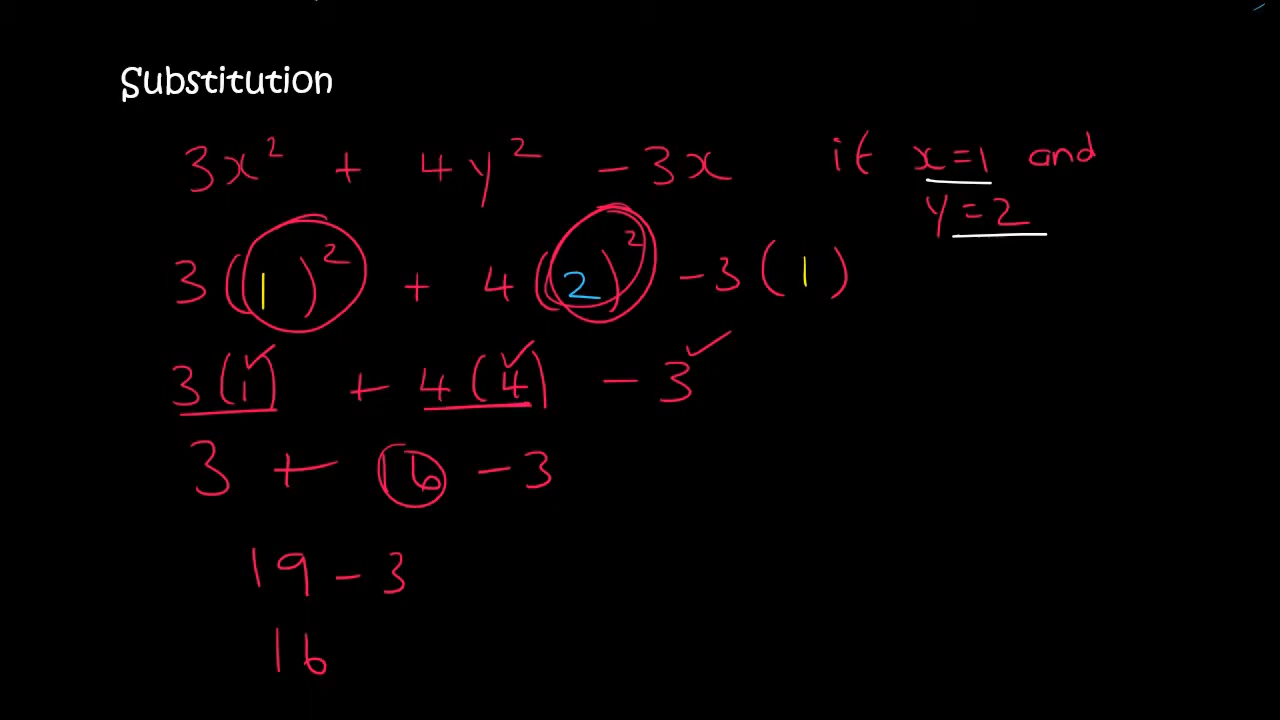 Substitution
3x² + 4y² - 3x if x=1 and
y=2
3(1)² + 4(2)² - 3(1)
3(1) + 4(4) - 3
3 + 16 - 3
19 - 3
16